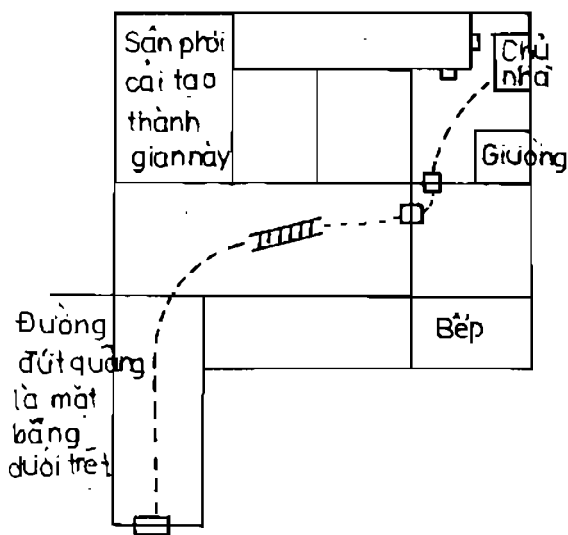 Sân phơi
cải tạo
thành
gian này
Chủ
nhà
Giường
Bếp
Đường
đứt quãng
là mặt
bằng
dưới trệt